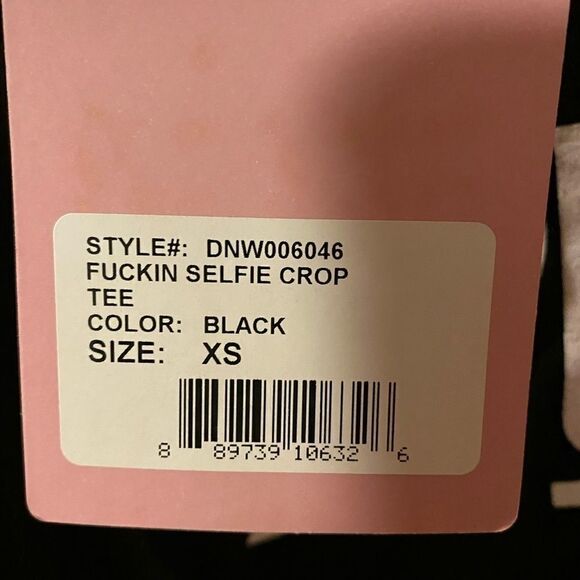 STYLE#: DNW006046
FUCKIN SELFIE CROP
TEE
COLOR: BLACK
SIZE: XS
8 89739 10632 6